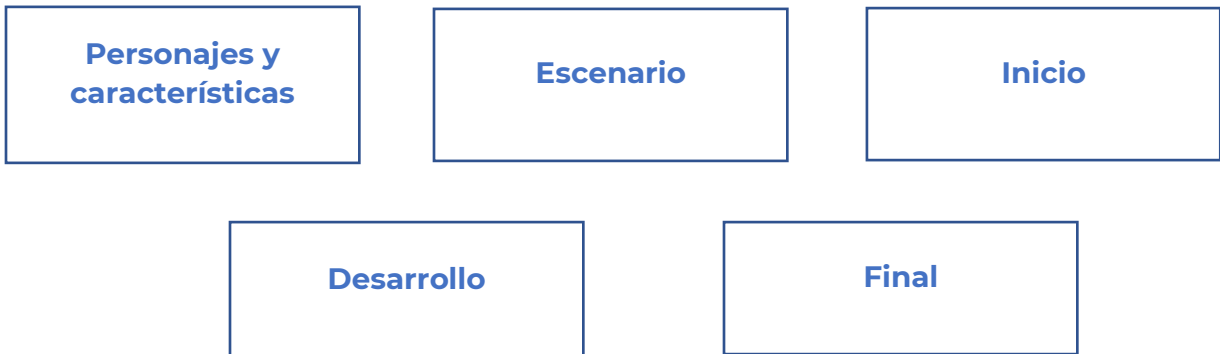 Personajes y
características
Escenario
Inicio
Desarrollo
Final